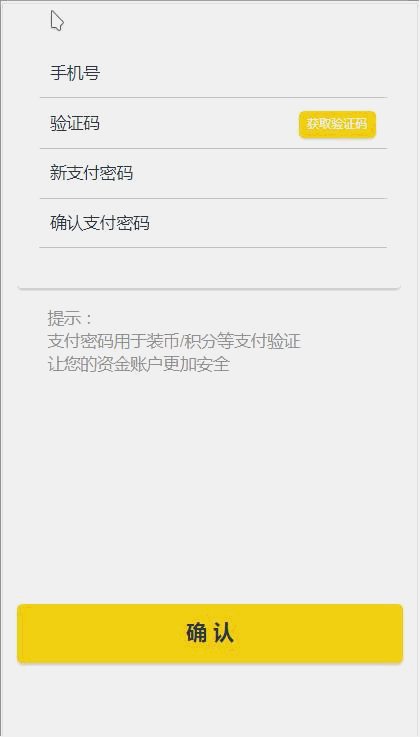 手机号
验证码
获取验证码
新支付密码
确认支付密码
提示：
支付密码用于装币/积分等支付验证
让您的资金账户更加安全
确 认